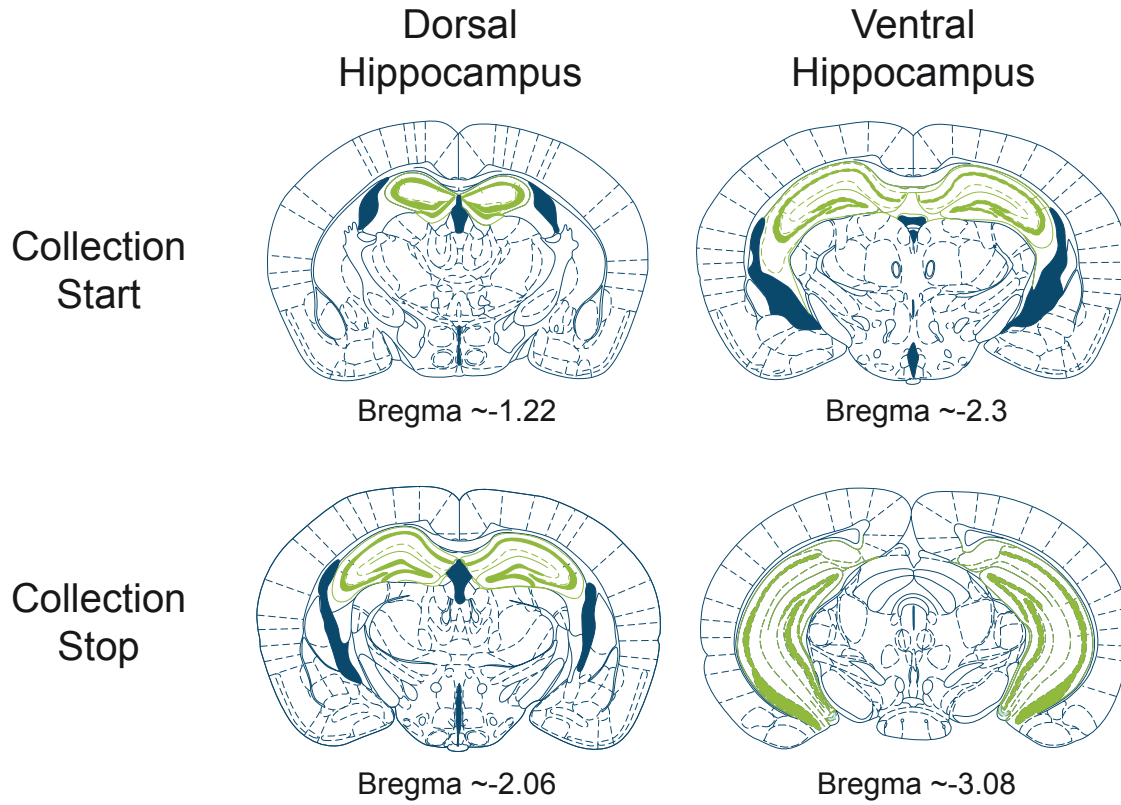 Dorsal
Hippocampus
Ventral
Hippocampus
Collection
Start
Bregma ~-1.22
Bregma ~-2.3
Collection
Stop
Bregma ~-2.06
Bregma ~-3.08